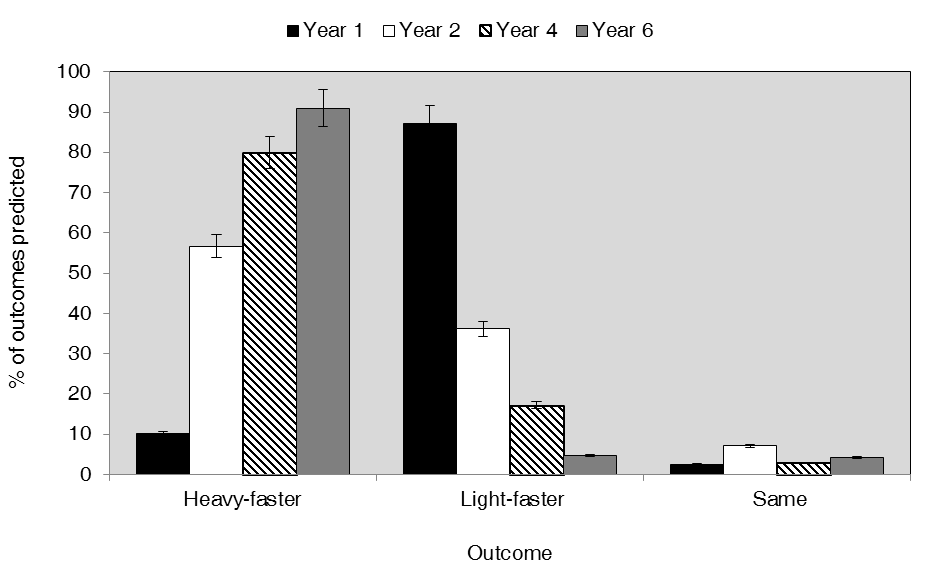 Year 1 Year 2 Year 4 Year 6
100
90
80
70
60
50
40
30
20
10
0
% of outcomes predicted
Heavy-faster Light-faster Same
Outcome